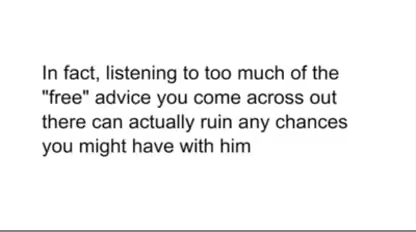 In fact, listening to too much of the
"free" advice you come across out
there can actually ruin any chances
you might have with him